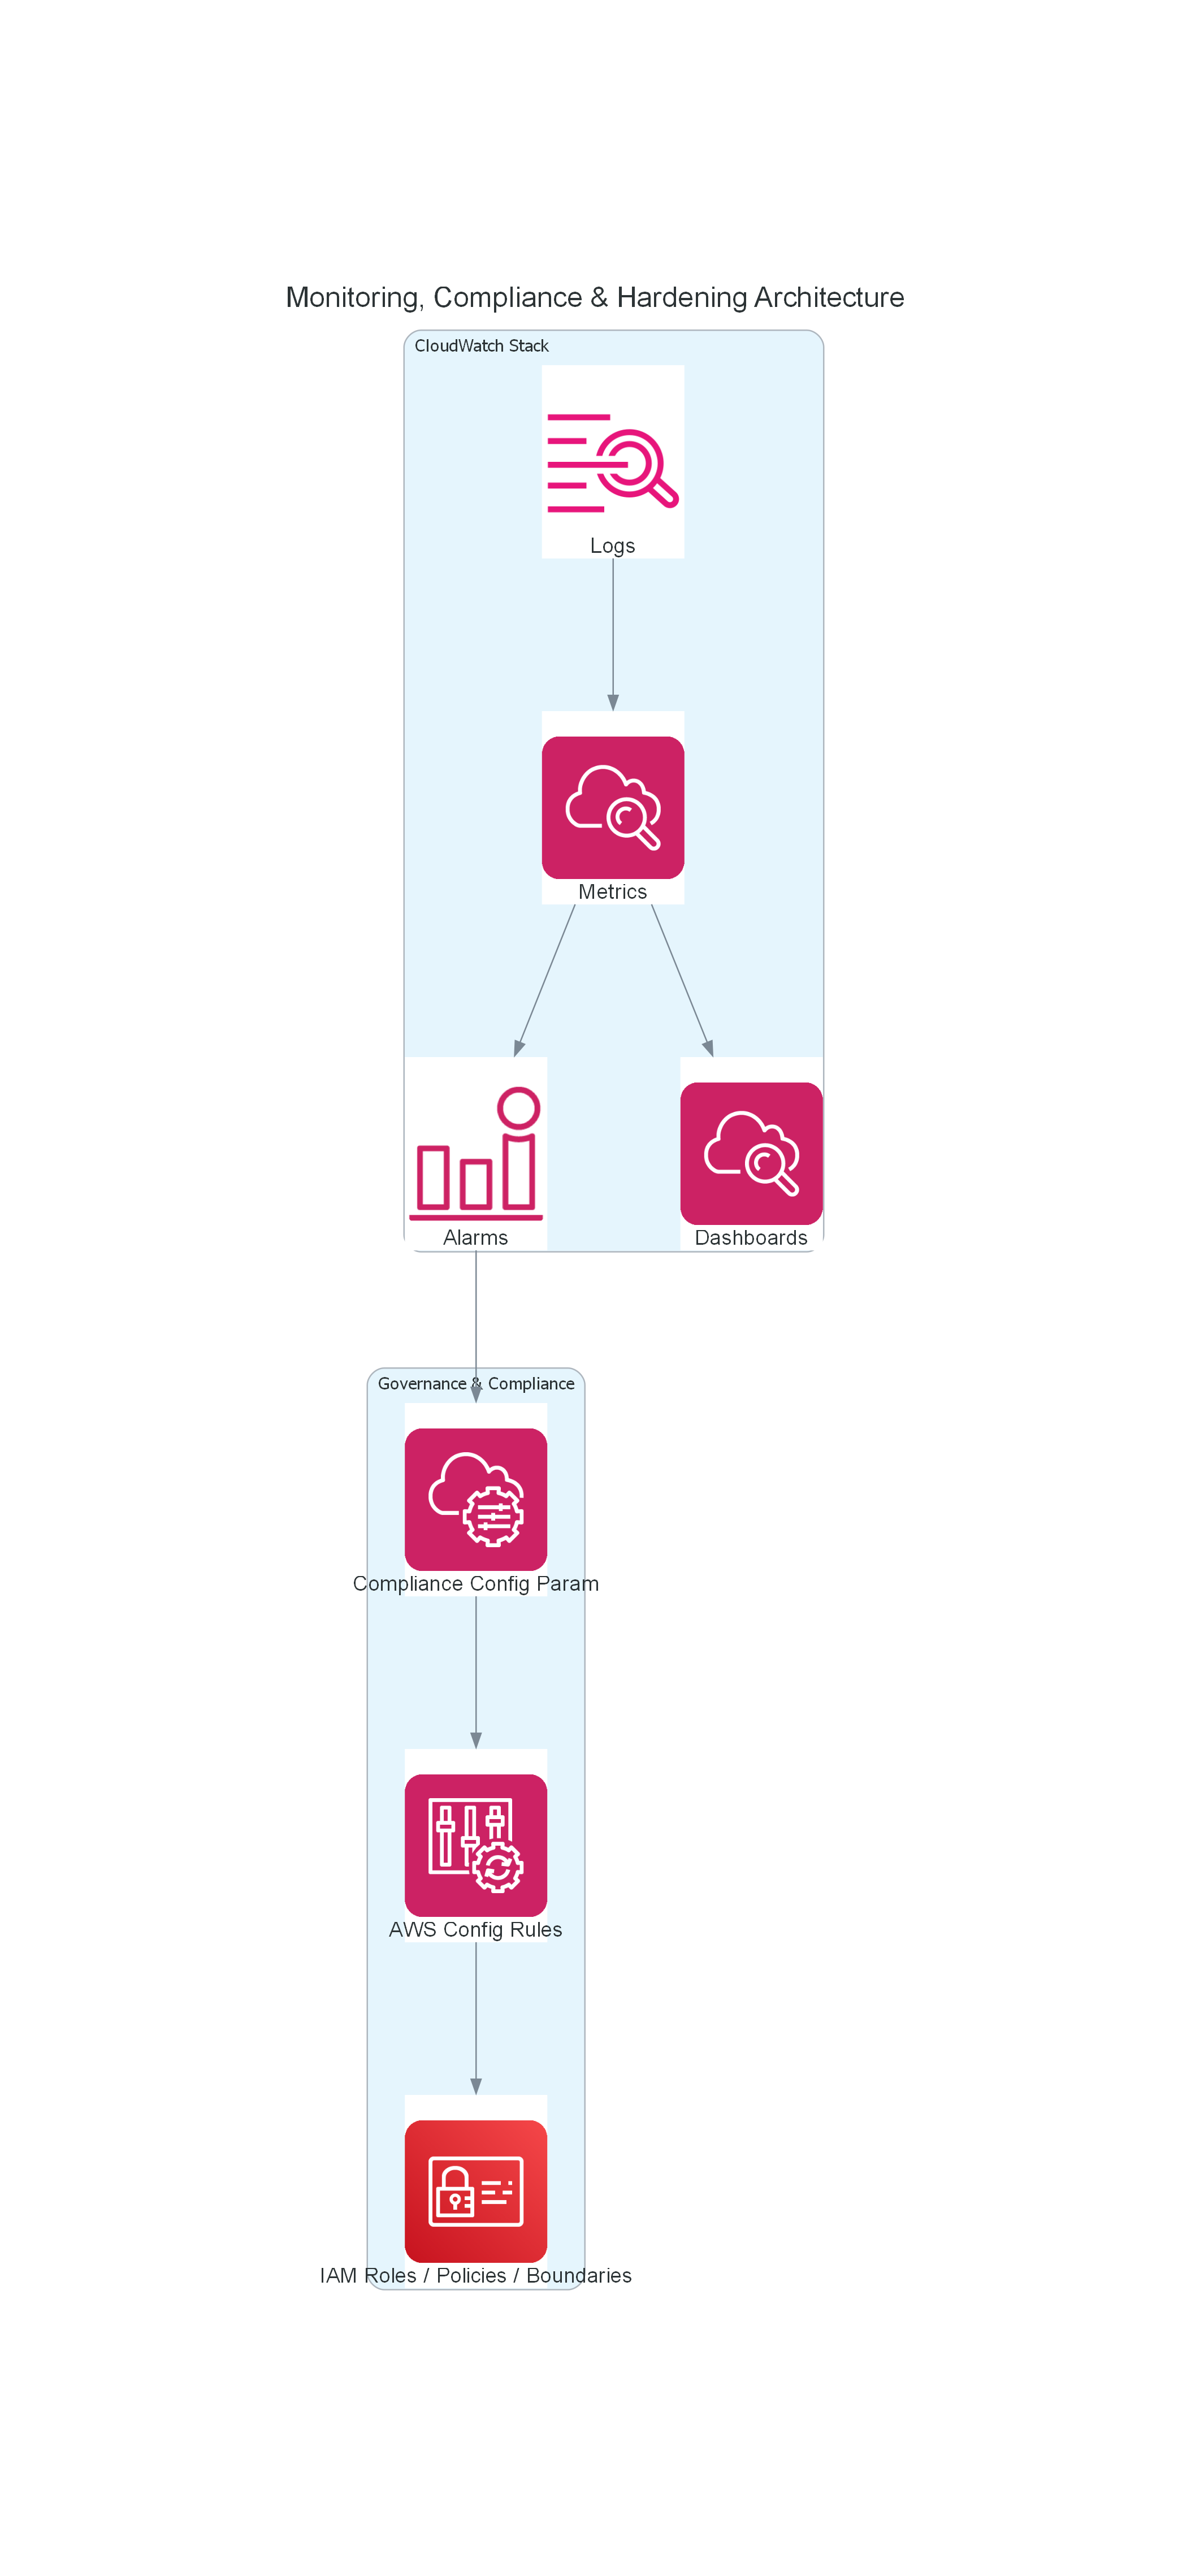 Monitoring, Compliance & Hardening Architecture
CloudWatch Stack
Logs
Metrics
Alarms
Dashboards
Governance & Compliance
Compliance Config Param
AWS Config Rules
IAM Roles / Policies / Boundaries